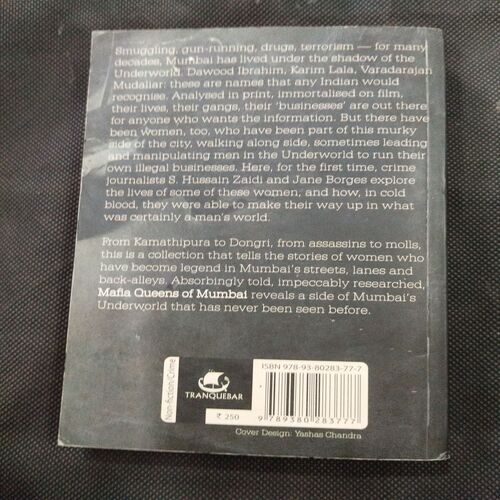 Smuggling, gun-running, drugs, terrorism — for many
decades, Mumbai has lived under the shadow of the
Underworld. Dawood Ibrahim, Karim Lala, Varadarajan
Mudaliar: these are names that any Indian would
recognise. Analysed in print, immortalised on film,
their lives, their gangs, their 'businesses' are out there
for anyone who wants the information. But there have
been women, too, who have been part of this murky
side of the city, walking along side, sometimes leading
and manipulating men in the Underworld to run their
own illegal businesses. Here, for the first time, crime
journalists S. Hussain Zaidi and Jane Borges explore
the lives of some of these women, and how, in cold
blood, they were able to make their way up in what
was certainly a man's world.
From Kamathipura to Dongri, from assassins to molls,
this is a collection that tells the stories of women who
have become legend in Mumbai's streets, lanes and
back-alleys. Absorbingly told, impeccably researched,
Mafia Queens of Mumbai reveals a side of Mumbai's
Underworld that has never been seen before.
Non-fiction/Crime
TRANQUEBAR
₹ 250
ISBN 978-93-80283-77-7
9 789380 283777
Cover Design: Yashas Chandra